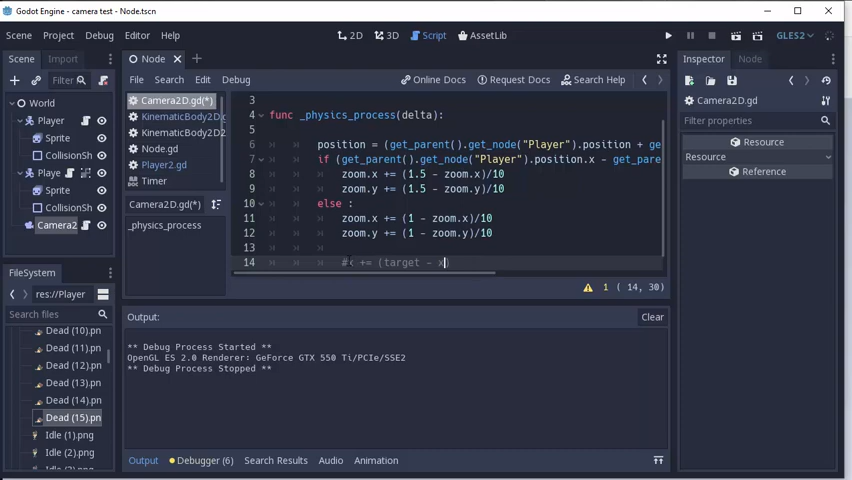 Godot Engine - camera test - Node.tscn
Scene Project Debug Editor Help
2D 3D Script AssetLib
GLES2
Scene Import
Filter
World
Player
Sprite
CollisionSh
Playe
Sprite
CollisionSh
Camera2
FileSystem
res://Player
Search files
Dead (10).pn
Dead (11).pn
Dead (12).pn
Dead (13).pn
Dead (14).pn
Dead (15).pn
Idle (1).png
Idle (2).png
Node
File Search Edit Debug
Online Docs Request Docs Search Help
Camera2D.gd(*)
KinematicBody2D.g
KinematicBody2D2
Node.gd
Player2.gd
Timer
Camera2D.gd(*)
_physics_process
3
4 func _physics_process(delta):
5
6 position = (get_parent().get_node("Player").position + ge
7 if (get_parent().get_node("Player").position.x - get_pare
8 zoom.x += (1.5 - zoom.x)/10
9 zoom.y += (1.5 - zoom.y)/10
10 else :
11 zoom.x += (1 - zoom.x)/10
12 zoom.y += (1 - zoom.y)/10
13
14 #x += (target - x)
1 ( 14, 30)
Output: Clear
** Debug Process Started **
OpenGL ES 2.0 Renderer: GeForce GTX 550 Ti/PCIe/SSE2
** Debug Process Stopped **
Output Debugger (6) Search Results Audio Animation
Inspector Node
Camera2D.gd
Filter properties
Resource
Resource
Reference